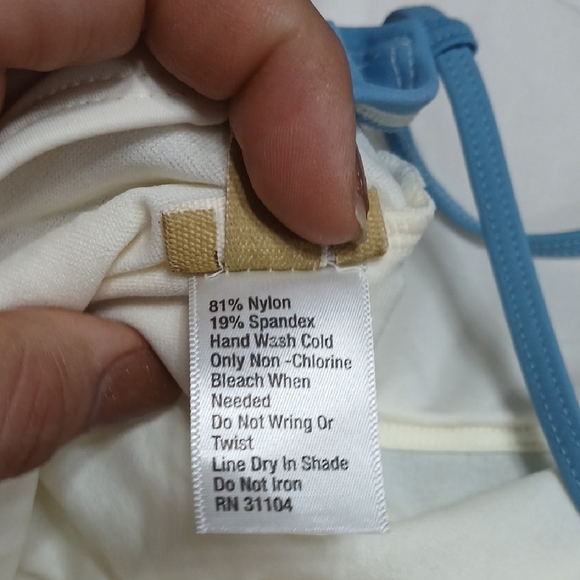 81% Nylon
19% Spandex
Hand Wash Cold
Only Non -Chlorine
Bleach When
Needed
Do Not Wring Or
Twist
Line Dry In Shade
Do Not Iron
RN 31104